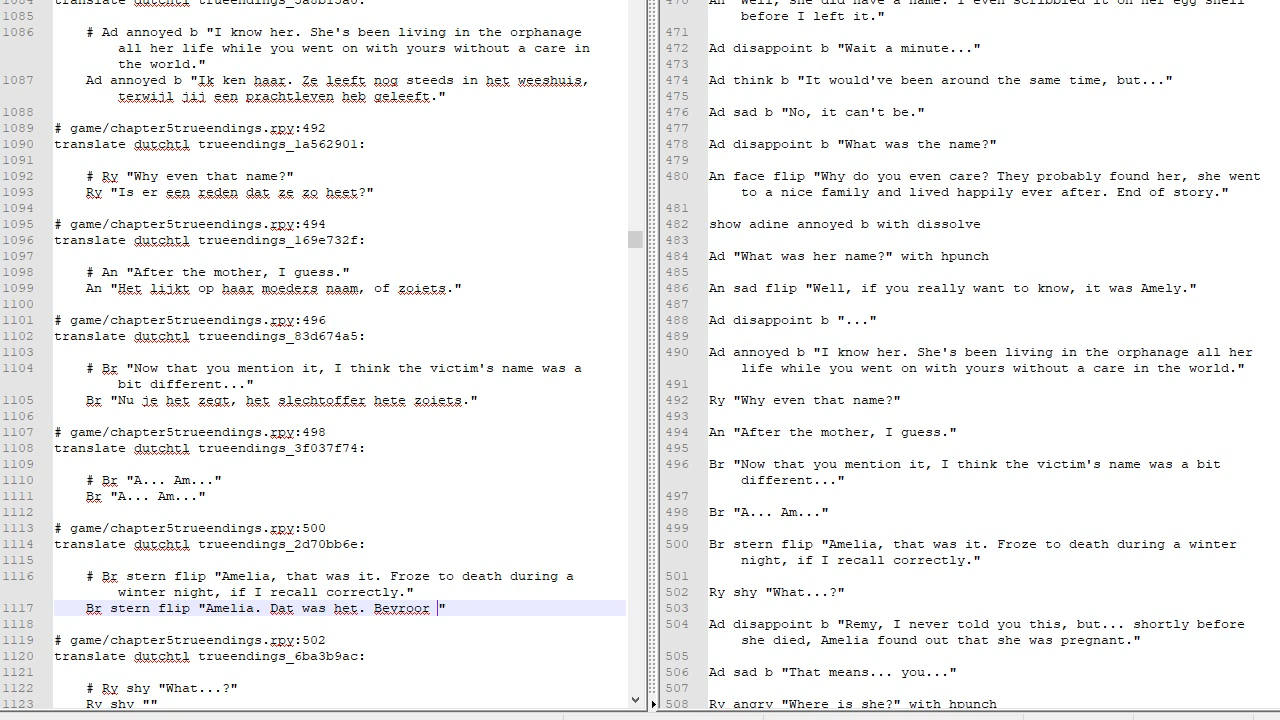 1084 translate dutchtl trueendings_5a8b15a0:
1085
1086 # Ad annoyed b "I know her. She's been living in the orphanage
all her life while you went on with yours without a care in
the world."
1087 Ad annoyed b "Ik ken haar. Ze leeft nog steeds in het weeshuis,
terwijl jij een prachtleven heb geleeft."
1088
1089 # game/chapter5trueendings.rpy:492
1090 translate dutchtl trueendings_1a562901:
1091
1092 # Ry "Why even that name?"
1093 Ry "Is er een reden dat ze zo heet?"
1094
1095 # game/chapter5trueendings.rpy:494
1096 translate dutchtl trueendings_169e732f:
1097
1098 # An "After the mother, I guess."
1099 An "Het lijkt op haar moeders naam, of zoiets."
1100
1101 # game/chapter5trueendings.rpy:496
1102 translate dutchtl trueendings_83d674a5:
1103
1104 # Br "Now that you mention it, I think the victim's name was a
bit different..."
1105 Br "Nu je het zegt, het slechtoffer hete zoiets."
1106
1107 # game/chapter5trueendings.rpy:498
1108 translate dutchtl trueendings_3f037f74:
1109
1110 # Br "A... Am..."
1111 Br "A... Am..."
1112
1113 # game/chapter5trueendings.rpy:500
1114 translate dutchtl trueendings_2d70bb6e:
1115
1116 # Br stern flip "Amelia, that was it. Froze to death during a
winter night, if I recall correctly."
1117 Br stern flip "Amelia. Dat was het. Bevroor "
1118
1119 # game/chapter5trueendings.rpy:502
1120 translate dutchtl trueendings_6ba3b9ac:
1121
1122 # Ry shy "What...?"
1123 Ry shy ""
470 An "Well, she did have a name. I even scribbled it on her egg shell
before I left it."
471
472 Ad disappoint b "Wait a minute..."
473
474 Ad think b "It would've been around the same time, but..."
475
476 Ad sad b "No, it can't be."
477
478 Ad disappoint b "What was the name?"
479
480 An face flip "Why do you even care? They probably found her, she went
to a nice family and lived happily ever after. End of story."
481
482 show adine annoyed b with dissolve
483
484 Ad "What was her name?" with hpunch
485
486 An sad flip "Well, if you really want to know, it was Amely."
487
488 Ad disappoint b "..."
489
490 Ad annoyed b "I know her. She's been living in the orphanage all her
life while you went on with yours without a care in the world."
491
492 Ry "Why even that name?"
493
494 An "After the mother, I guess."
495
496 Br "Now that you mention it, I think the victim's name was a bit
different..."
497
498 Br "A... Am..."
499
500 Br stern flip "Amelia, that was it. Froze to death during a winter
night, if I recall correctly."
501
502 Ry shy "What...?"
503
504 Ad disappoint b "Remy, I never told you this, but... shortly before
she died, Amelia found out that she was pregnant."
505
506 Ad sad b "That means... you..."
507
508 Ry angry "Where is she?" with hpunch